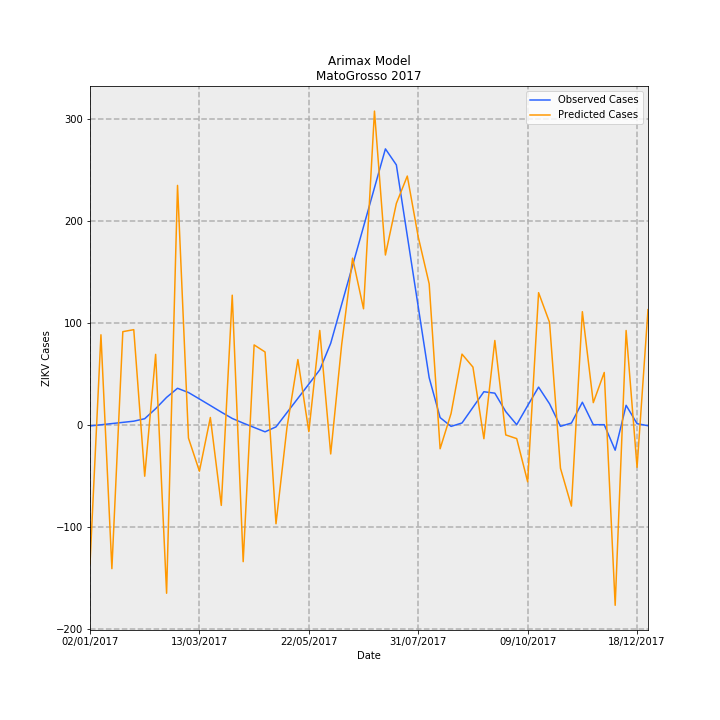 Arimax Model
MatoGrosso 2017
Observed Cases
Predicted Cases
300
200
100
0
−100
−200
ZIKV Cases
02/01/2017 13/03/2017 22/05/2017 31/07/2017 09/10/2017 18/12/2017
Date